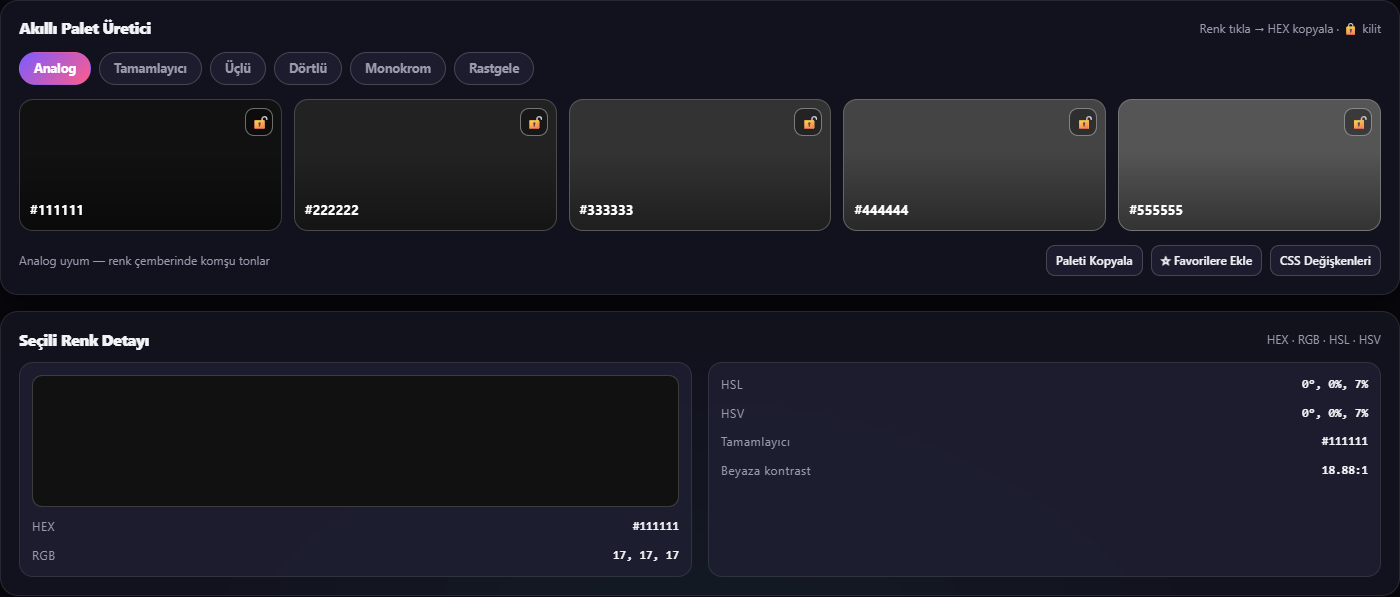 Akıllı Palet Üretici
Renk tıkla → HEX kopyala · 🔒 kilit
Analog
Tamamlayıcı
Üçlü
Dörtlü
Monokrom
Rastgele
#111111
#222222
#333333
#444444
#555555
Analog uyum — renk çemberinde komşu tonlar
Paleti Kopyala
☆ Favorilere Ekle
CSS Değişkenleri
Seçili Renk Detayı
HEX · RGB · HSL · HSV
HEX #111111
RGB 17, 17, 17
HSL 0°, 0%, 7%
HSV 0°, 0%, 7%
Tamamlayıcı #111111
Beyaza kontrast 18.88:1